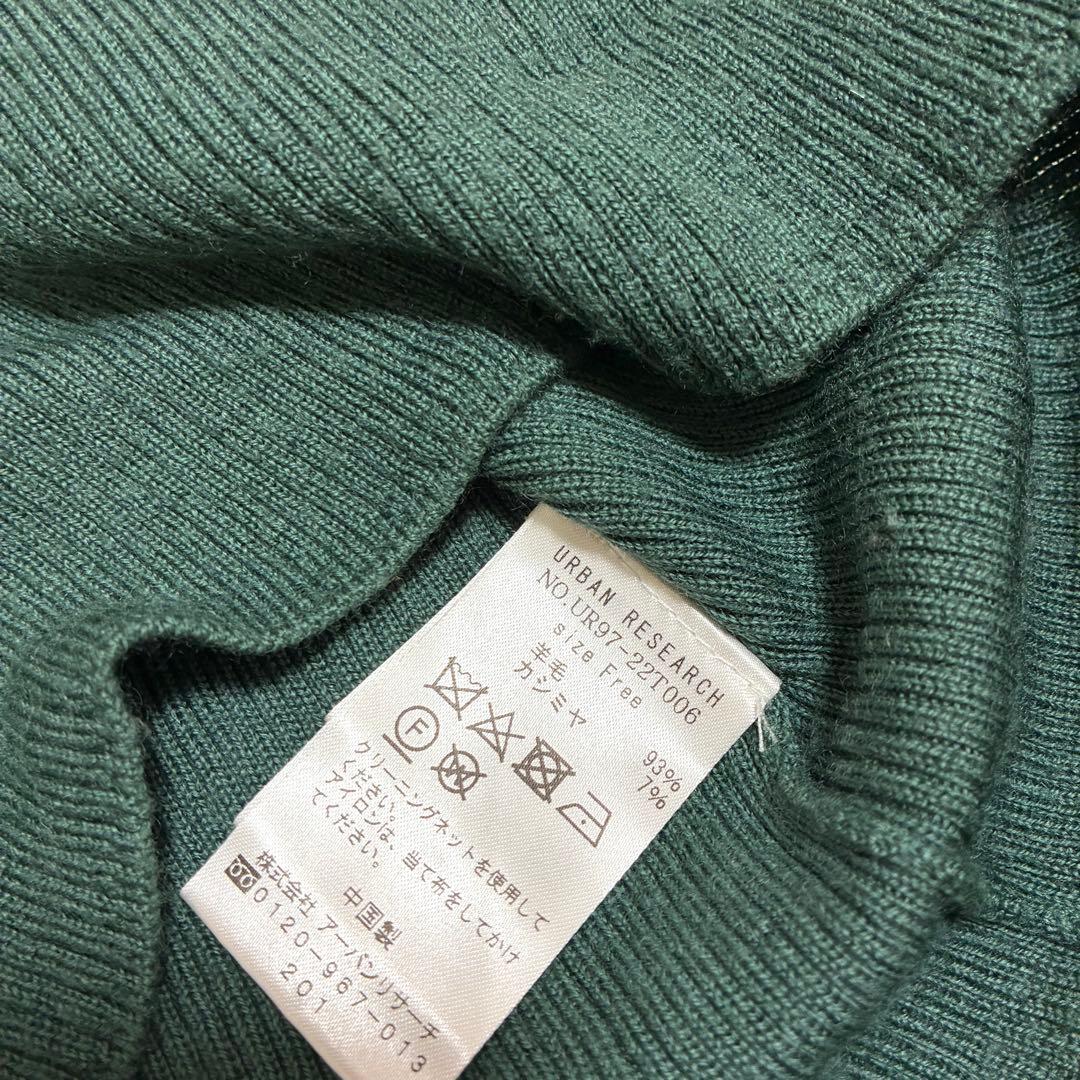 URBAN RESEARCH
NO.UR97-22T006
size Free
羊毛 93%
カシミヤ 7%
F
W
クリーニングネットを使用して
ください。
アイロンは、当て布をしてかけ
てください。
中国製
株式会社 アーバンリサーチ
0120-967-013
201